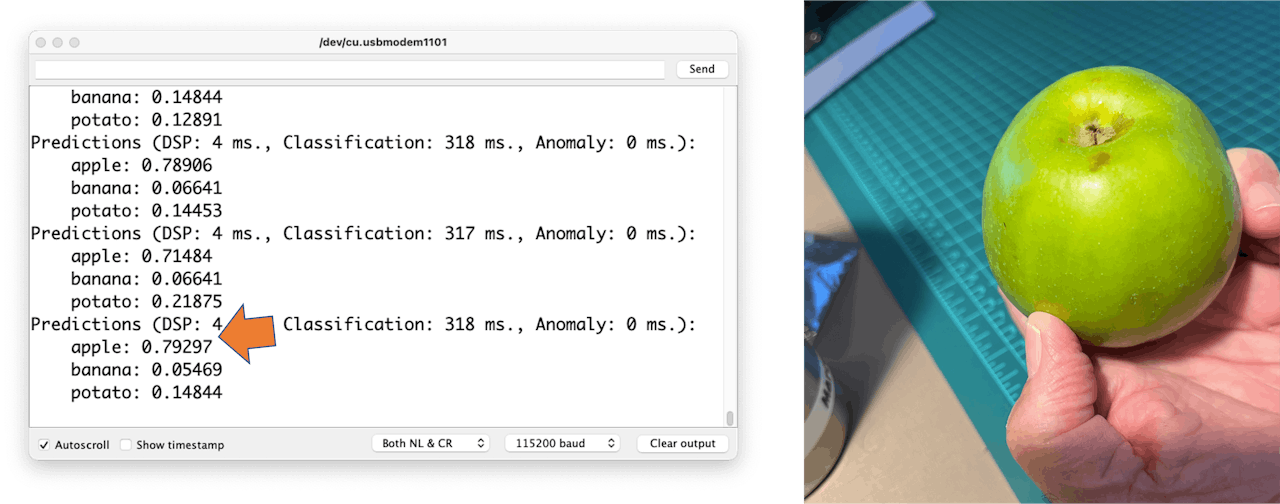 /dev/cu.usbmodem1101
Send
banana: 0.14844
potato: 0.12891
Predictions (DSP: 4 ms., Classification: 318 ms., Anomaly: 0 ms.):
apple: 0.78906
banana: 0.06641
potato: 0.14453
Predictions (DSP: 4 ms., Classification: 317 ms., Anomaly: 0 ms.):
apple: 0.71484
banana: 0.06641
potato: 0.21875
Predictions (DSP: 4 Classification: 318 ms., Anomaly: 0 ms.):
apple: 0.79297
banana: 0.05469
potato: 0.14844
Autoscroll Show timestamp Both NL & CR 115200 baud Clear output